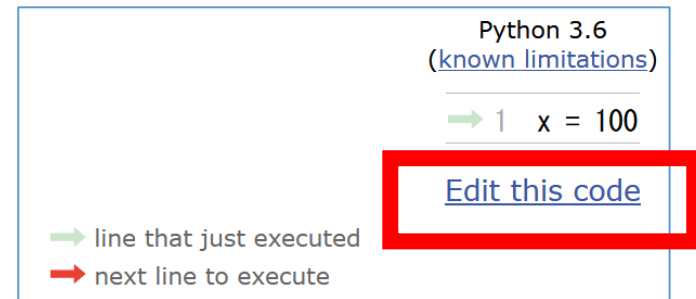 Python 3.6
(known limitations)
1 x = 100
Edit this code
line that just executed
next line to execute